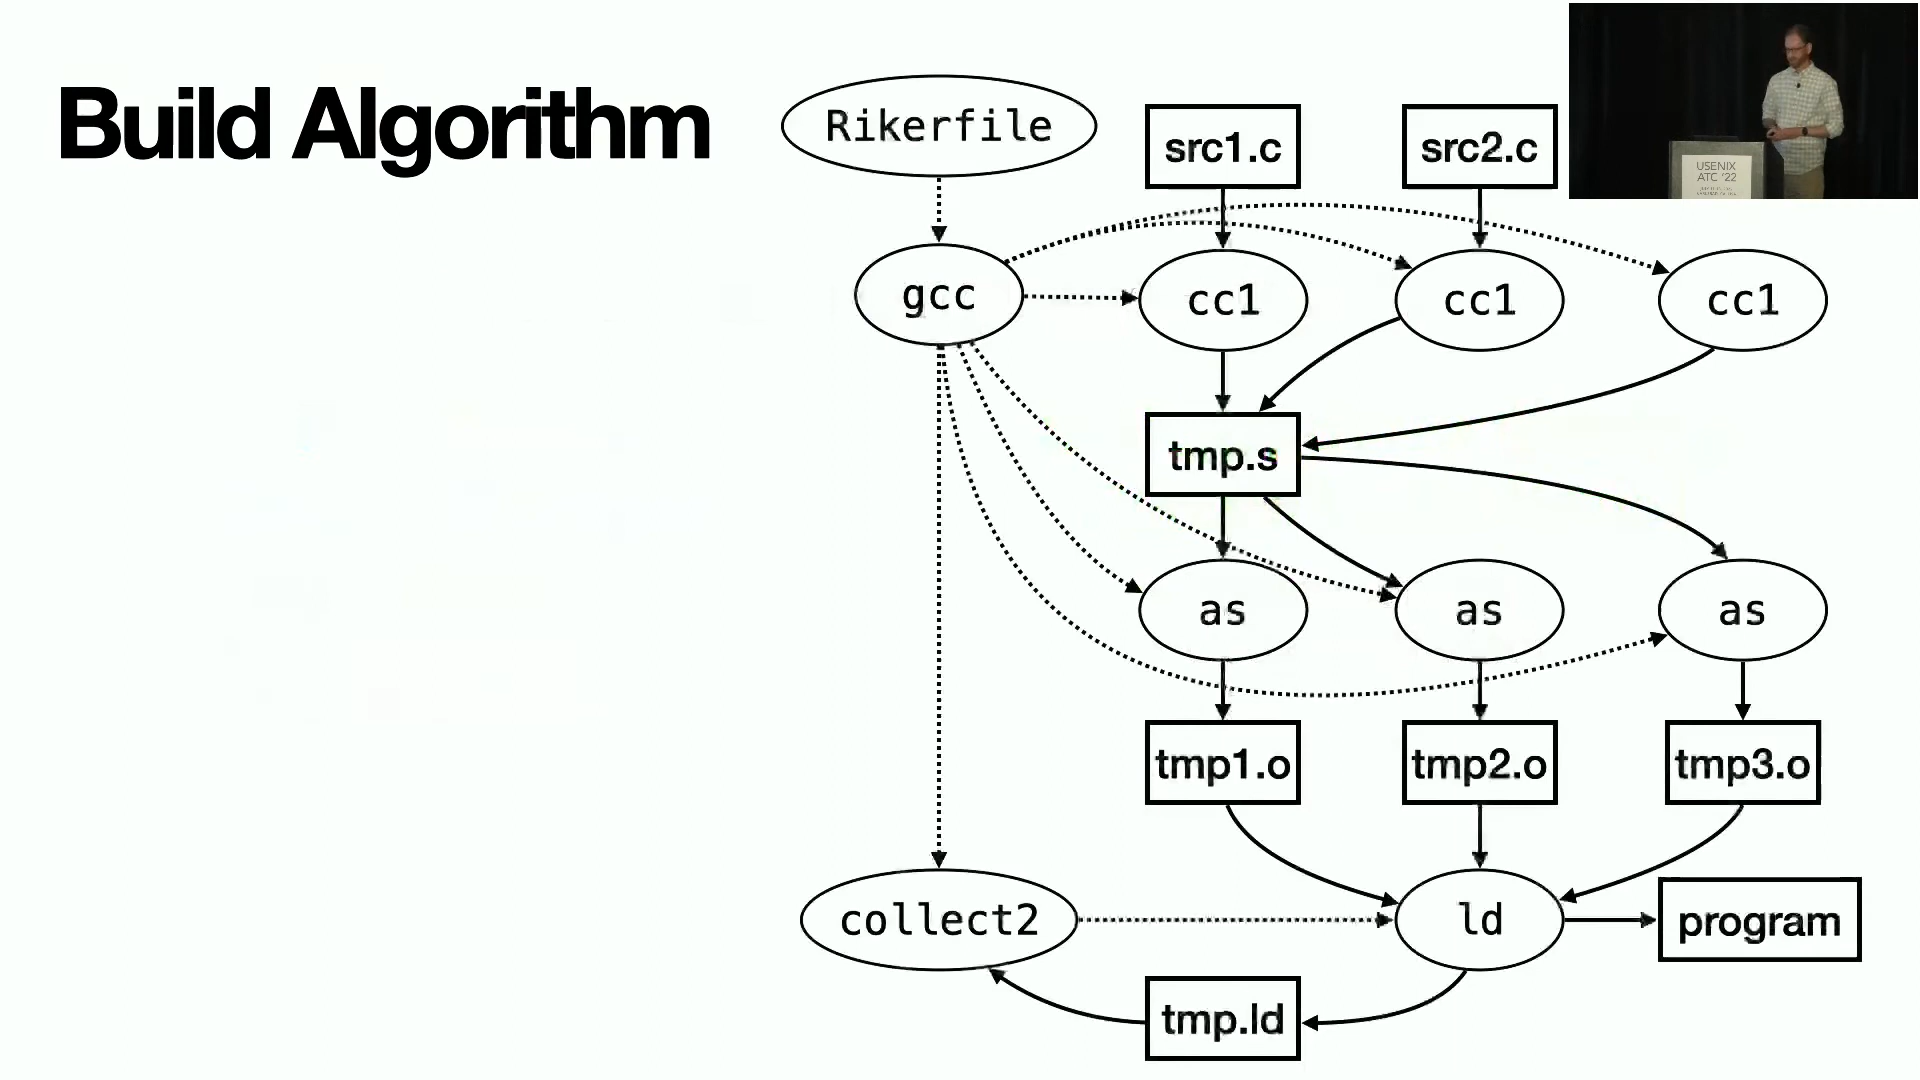 Build Algorithm
Rikerfile
src1.c
src2.c
USENIX
ATC '22
gcc
cc1
cc1
cc1
tmp.s
as
as
as
tmp1.o
tmp2.o
tmp3.o
collect2
ld
program
tmp.ld